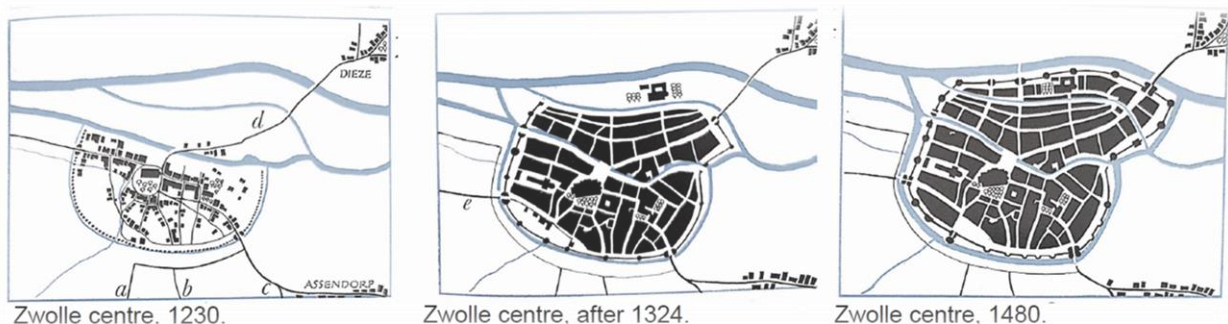 DIEZE
d
a
b
c
ASSENDORP
Zwolle centre, 1230.
e
Zwolle centre, after 1324.
Zwolle centre, 1480.